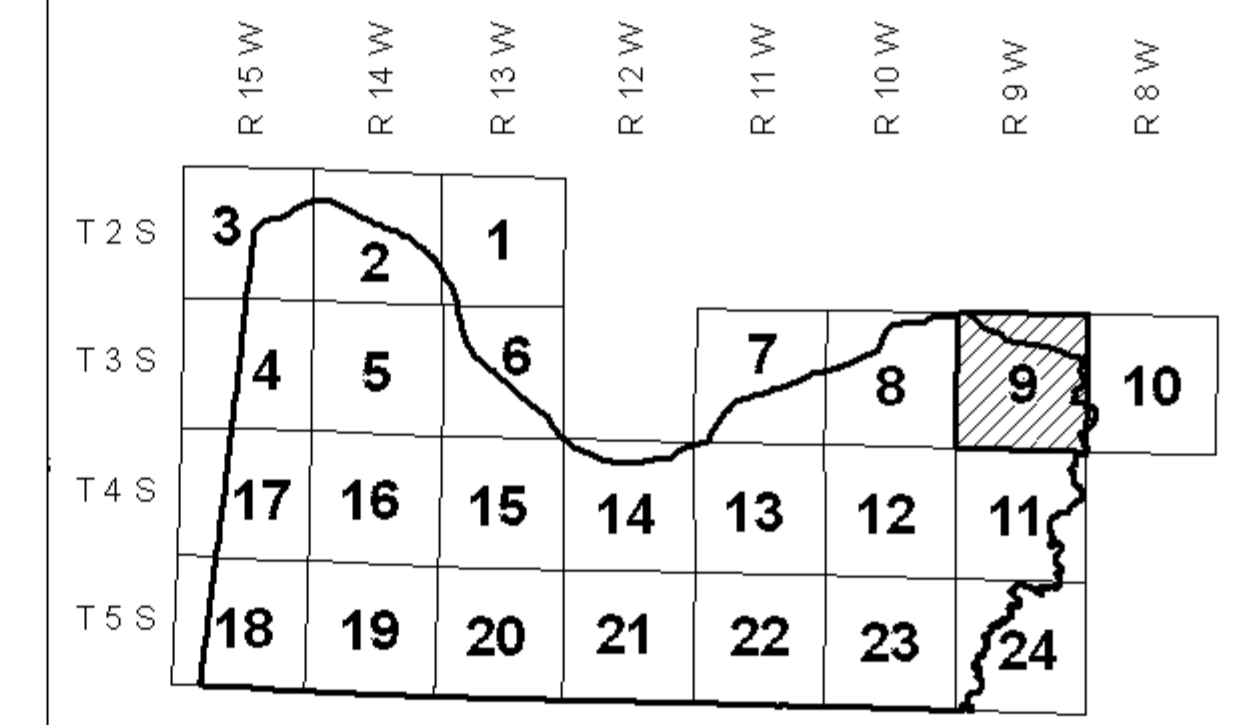 R 15 W R 14 W R 13 W R 12 W R 11 W R 10 W R 9 W R 8 W
T 2 S 3 2 1
T 3 S 4 5 6 7 8 9 10
T 4 S 17 16 15 14 13 12 11
T 5 S 18 19 20 21 22 23 24